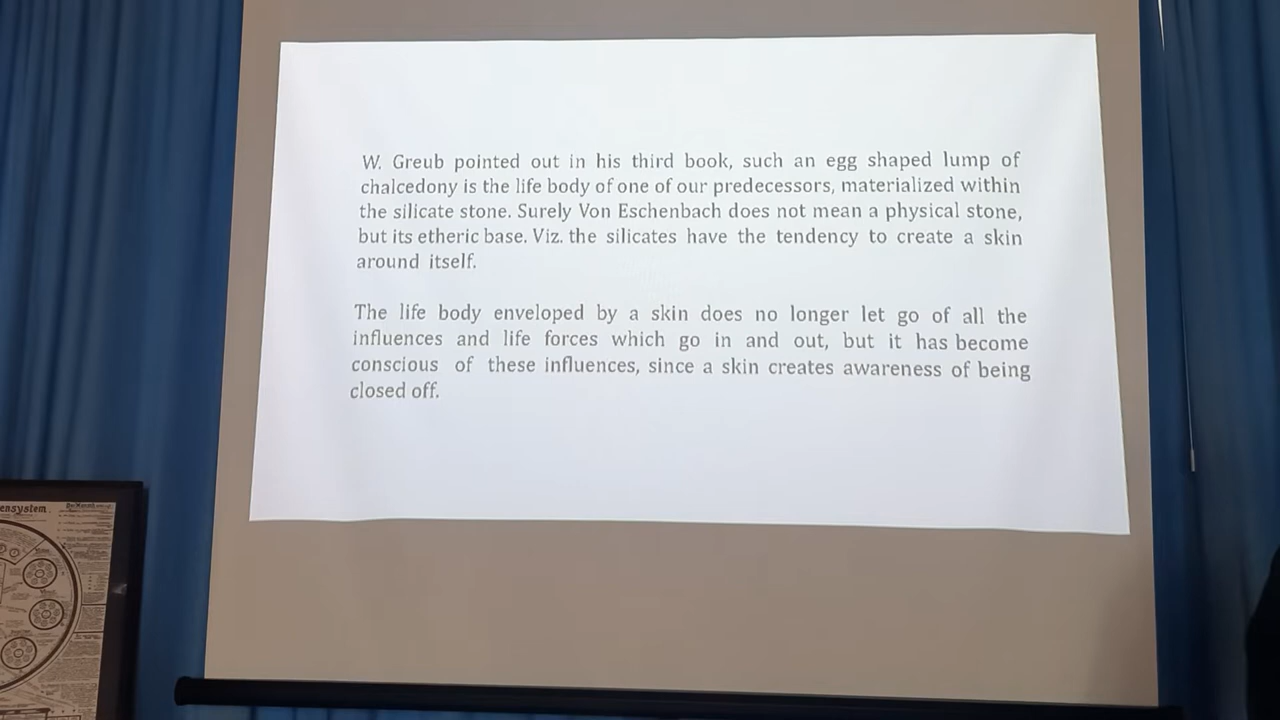 W. Greub pointed out in his third book, such an egg shaped lump of
chalcedony is the life body of one of our predecessors, materialized within
the silicate stone. Surely Von Eschenbach does not mean a physical stone,
but its etheric base. Viz. the silicates have the tendency to create a skin
around itself.
The life body enveloped by a skin does no longer let go of all the
influences and life forces which go in and out, but it has become
conscious of these influences, since a skin creates awareness of being
closed off.
ensystem